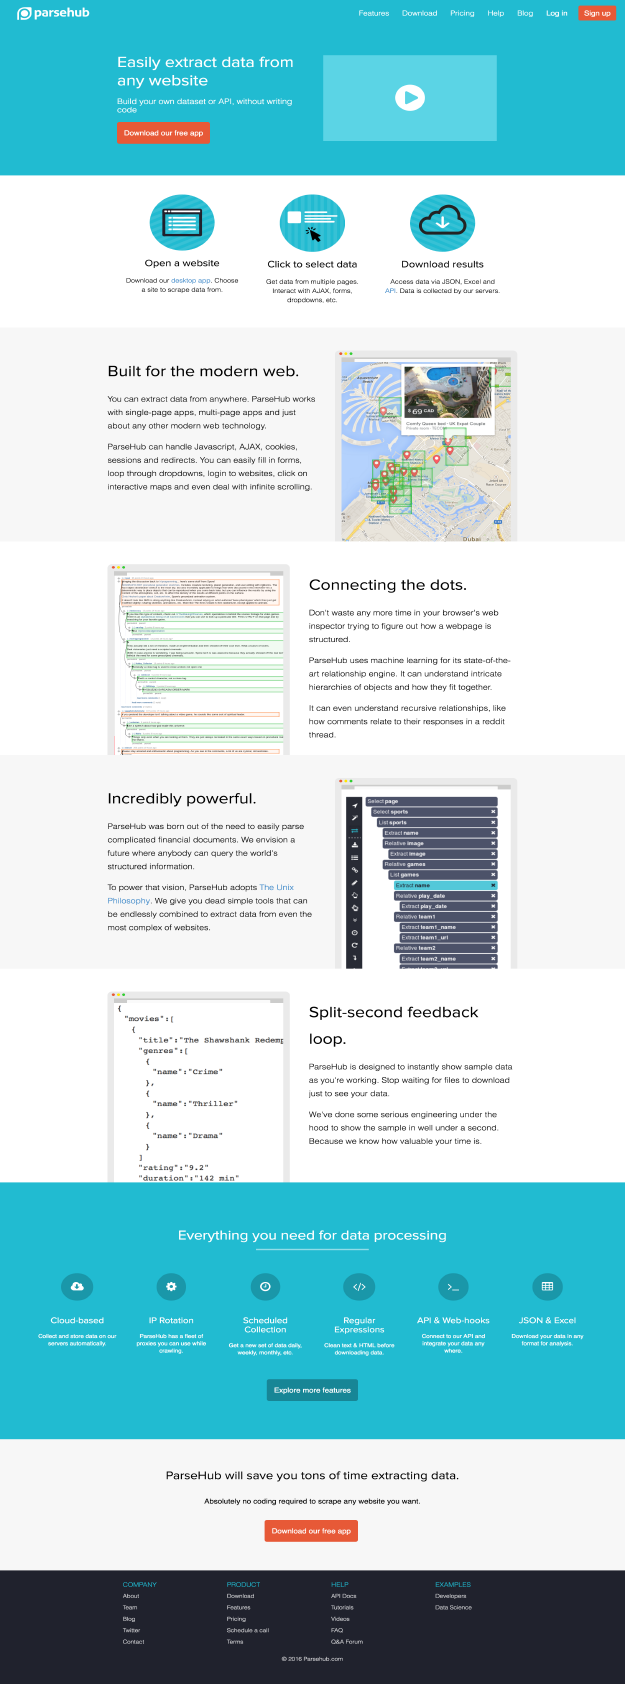 parsehub
Features Download Pricing Help Blog Log in Sign up
Easily extract data from
any website
Build your own dataset or API, without writing
code
Download our free app
Open a website
Download our desktop app. Choose
a site to scrape data from.
Click to select data
Get data from multiple pages.
Interact with AJAX, forms,
dropdowns, etc.
Download results
Access data via JSON, Excel and
API. Data is collected by our servers.
Built for the modern web.
You can extract data from anywhere. ParseHub works
with single-page apps, multi-page apps and just
about any other modern web technology.
ParseHub can handle Javascript, AJAX, cookies,
sessions and redirects. You can easily fill in forms,
loop through dropdowns, login to websites, click on
interactive maps and even deal with infinite scrolling.
$ 69 CAD
Comfy Queen bed - UK Expat Couple
Dubai
Connecting the dots.
Don't waste any more time in your browser's web
inspector trying to figure out how a webpage is
structured.
ParseHub uses machine learning for its state-of-the-
art relationship engine. It can understand intricate
hierarchies of objects and how they fit together.
It can even understand recursive relationships, like
how comments relate to their responses in a reddit
thread.
Incredibly powerful.
ParseHub was born out of the need to easily parse
complicated financial documents. We envision a
future where anybody can query the world's
structured information.
To power that vision, ParseHub adopts The Unix
Philosophy. We give you dead simple tools that can
be endlessly combined to extract data from even the
most complex of websites.
Select page
Select sports
List sports
Extract name
Relative image
Extract image
Relative games
List games
Extract name
Relative play_date
Extract play_date
Relative team1
Extract team1_name
Extract team1_url
Relative team2
Extract team2_name
Extract team2_url
{
"movies":[
{
"title":"The Shawshank Redemp
"genres":[
{
"name":"Crime"
},
{
"name":"Thriller"
},
{
"name":"Drama"
}
]
"rating":"9.2"
"duration":"142 min"
Split-second feedback
loop.
ParseHub is designed to instantly show sample data
as you're working. Stop waiting for files to download
just to see your data.
We've done some serious engineering under the
hood to show the sample in well under a second.
Because we know how valuable your time is.
Everything you need for data processing
Cloud-based
Collect and store data on our
servers automatically.
IP Rotation
ParseHub has a fleet of
proxies you can use while
crawling.
Scheduled
Collection
Get a new set of data daily,
weekly, monthly, etc.
Regular
Expressions
Clean text & HTML before
downloading data.
API & Web-hooks
Connect to our API and
integrate your data any
where.
JSON & Excel
Download your data in any
format for analysis.
Explore more features
ParseHub will save you tons of time extracting data.
Absolutely no coding required to scrape any website you want.
Download our free app
COMPANY
About
Team
Blog
Twitter
Contact
PRODUCT
Download
Features
Pricing
Schedule a call
Terms
HELP
API Docs
Tutorials
Videos
FAQ
Q&A Forum
EXAMPLES
Developers
Data Science
© 2016 Parsehub.com